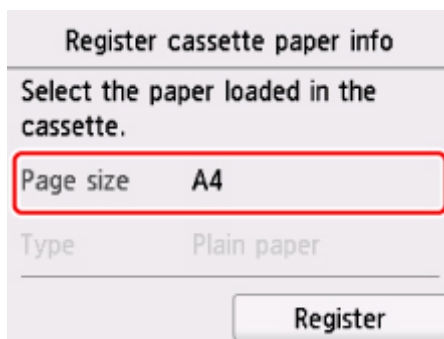 Register cassette paper info
Select the paper loaded in the
cassette.
Page size A4
Type Plain paper
Register